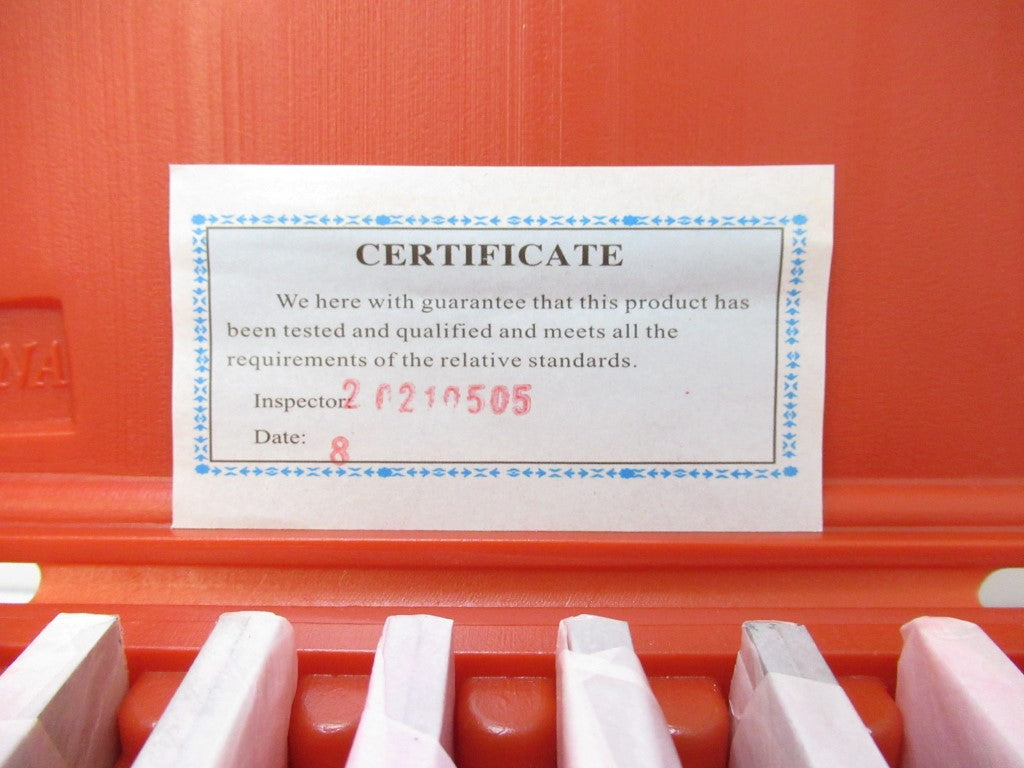 CERTIFICATE
We here with guarantee that this product has
been tested and qualified and meets all the
requirements of the relative standards.
Inspector: 20210505
Date: 8
NA